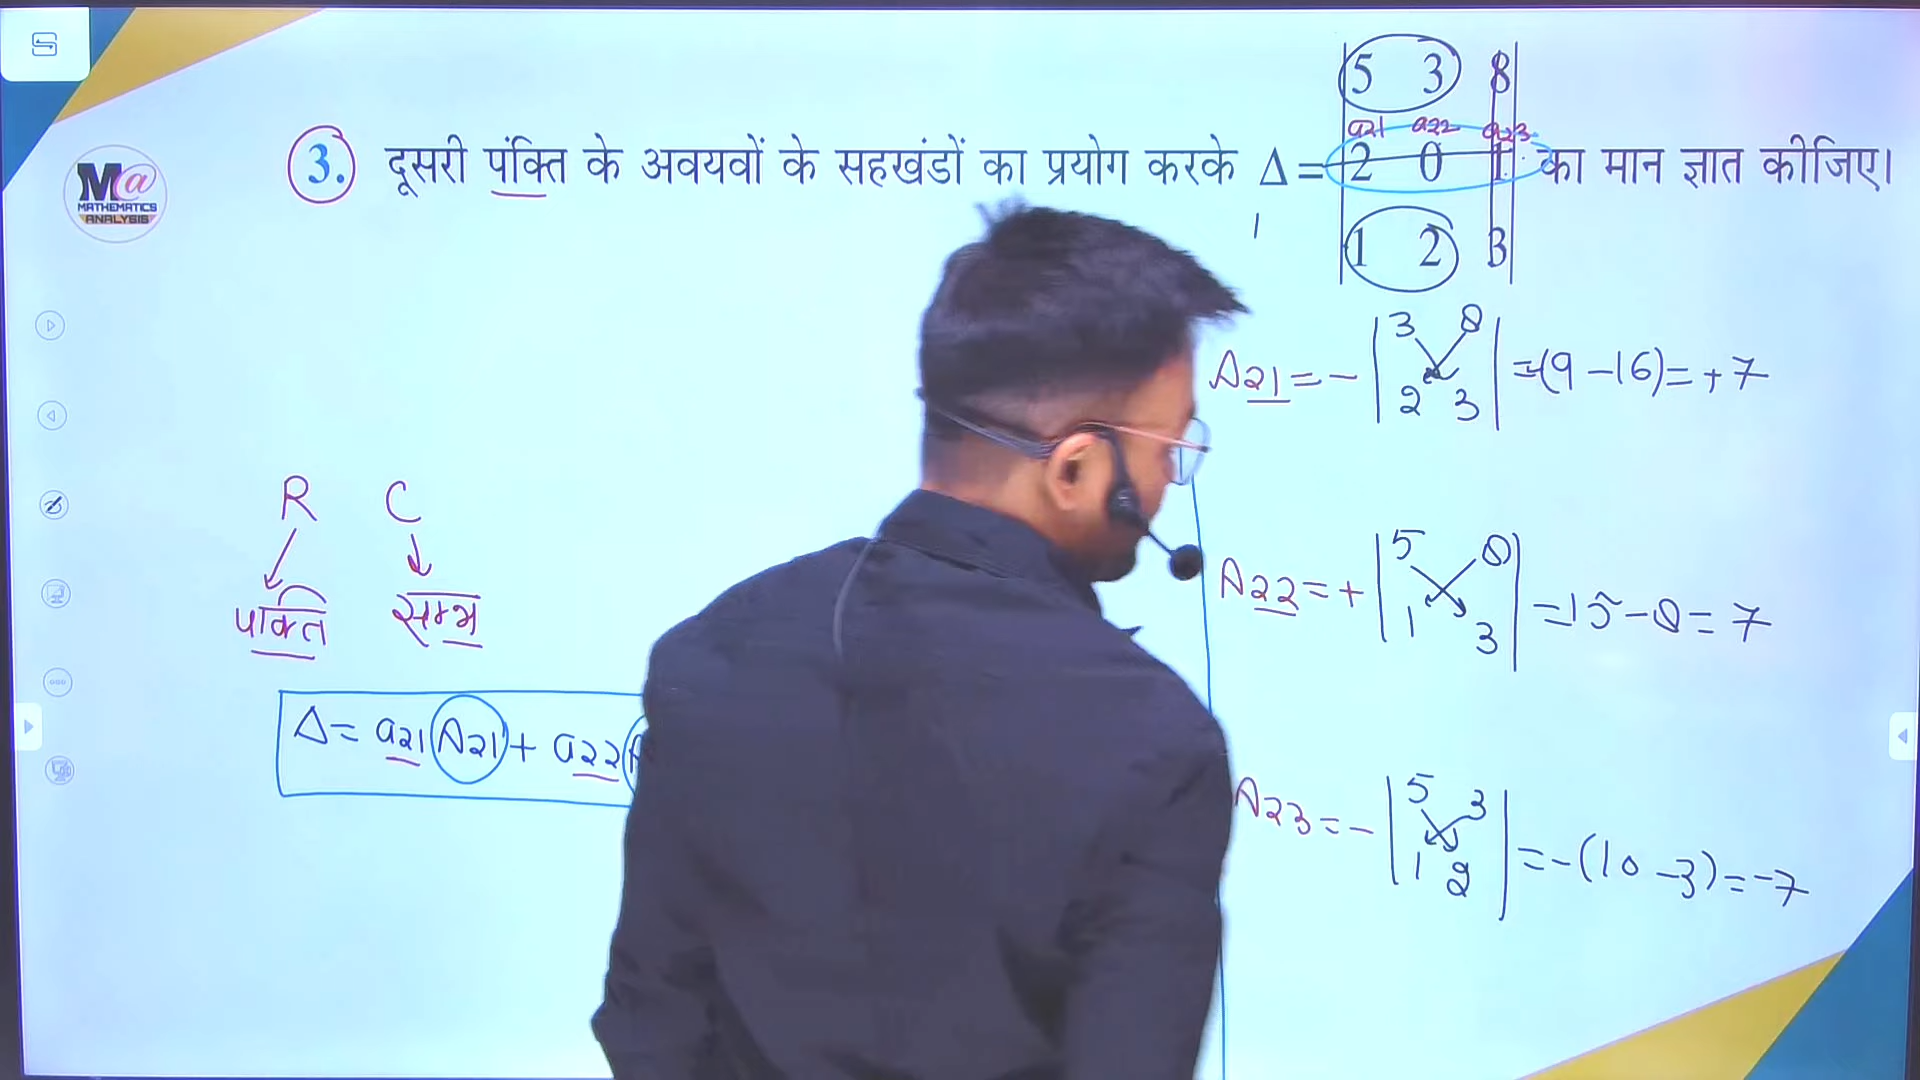 5 3 8
a21 a22 a23
3. दूसरी पंक्ति के अवयवों के सहखंडों का प्रयोग करके Δ = 2 0 1 का मान ज्ञात कीजिए।
1 2 3
M@
MATHEMATICS
ANALYSIS
A21 = - | 3 8 | = -(9 - 16) = + 7
2 3
R C
पंक्ति स्तम्भ
A22 = + | 5 8 | = 15 - 8 = 7
1 3
Δ = a21 A21 + a22
A23 = - | 5 3 | = - (10 - 3) = -7
1 2